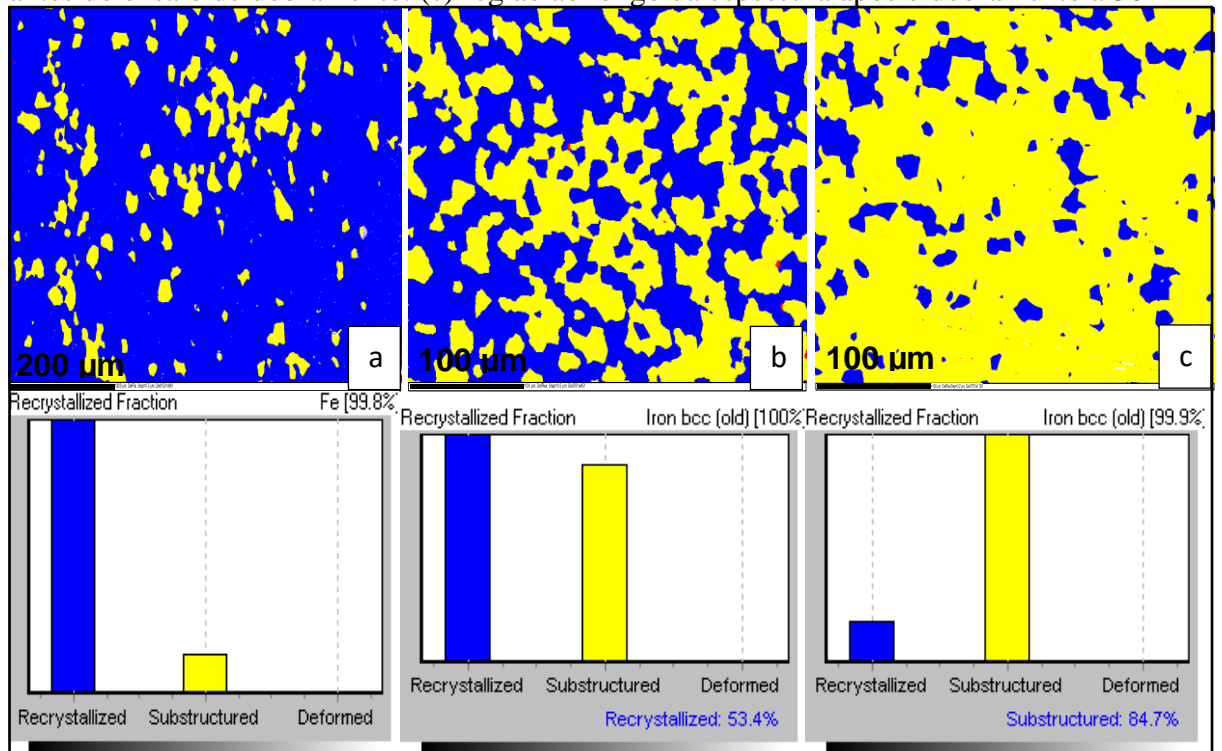 200 µm
a
100 µm
b
100 µm
c
Recrystallized Fraction Fe [99.8%
Recrystallized Substructured Deformed
Recrystallized Fraction Iron bcc (old) [100%
Recrystallized Substructured Deformed
Recrystallized: 53.4%
Recrystallized Fraction Iron bcc (old) [99.9%
Recrystallized Substructured Deformed
Substructured: 84.7%